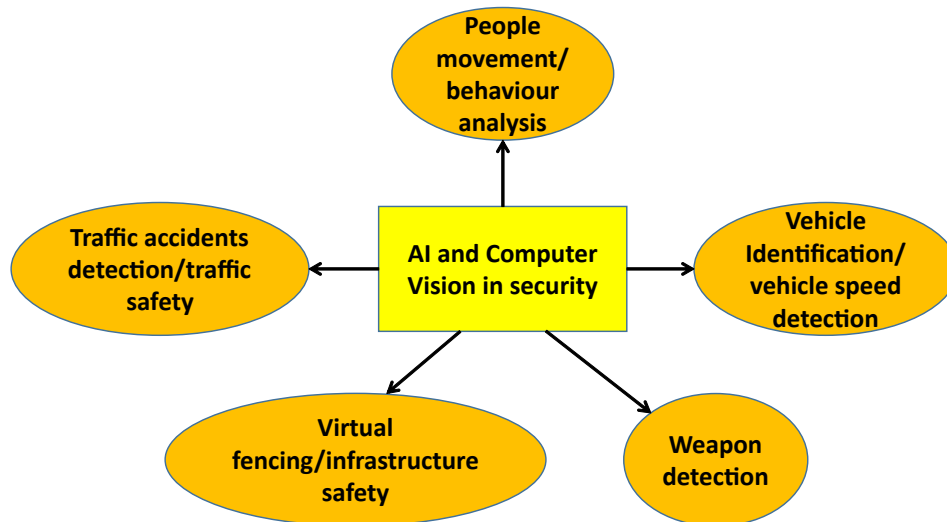 People
movement/
behaviour
analysis
Traffic accidents
detection/traffic
safety
AI and Computer
Vision in security
Vehicle
Identification/
vehicle speed
detection
Virtual
fencing/infrastructure
safety
Weapon
detection